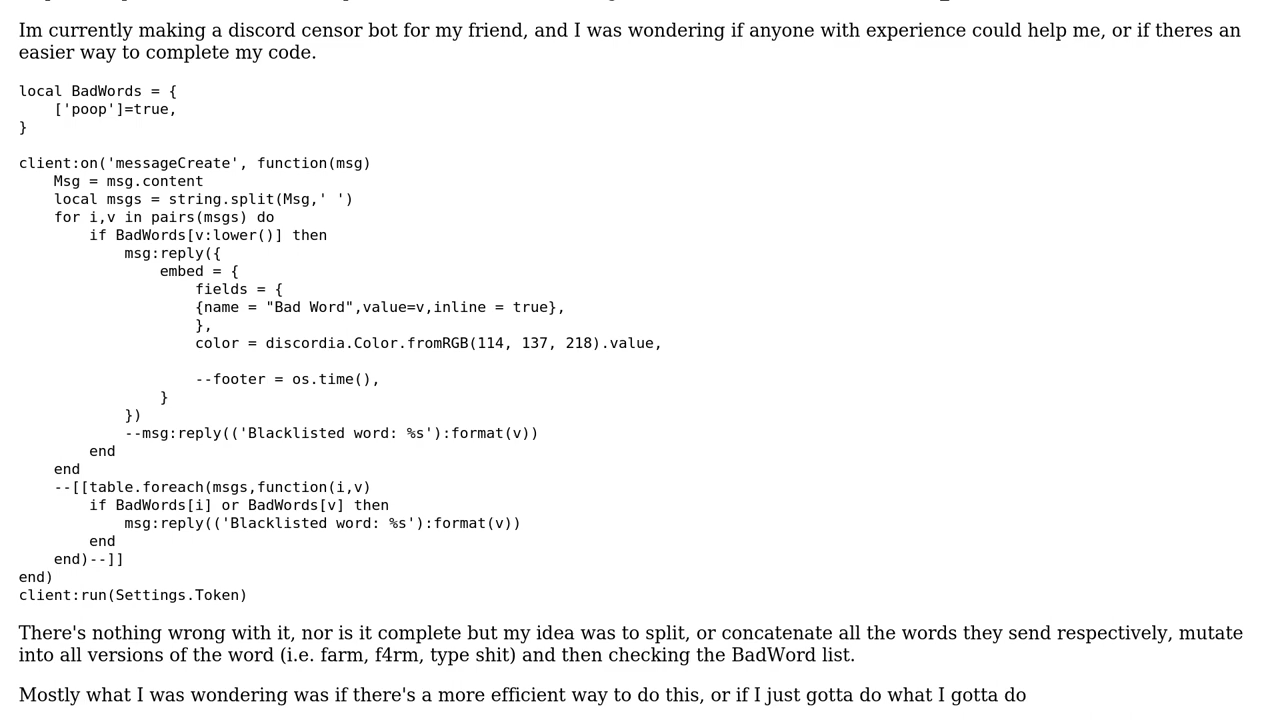 Im currently making a discord censor bot for my friend, and I was wondering if anyone with experience could help me, or if theres an
easier way to complete my code.
local BadWords = {
    ['poop']=true,
}
client:on('messageCreate', function(msg)
    Msg = msg.content
    local msgs = string.split(Msg,' ')
    for i,v in pairs(msgs) do
        if BadWords[v:lower()] then
            msg:reply({
                embed = {
                    fields = {
                    {name = "Bad Word",value=v,inline = true},
                    },
                    color = discordia.Color.fromRGB(114, 137, 218).value,
                    --footer = os.time(),
                }
            })
            --msg:reply(('Blacklisted word: %s'):format(v))
        end
    end
    --[[table.foreach(msgs,function(i,v)
        if BadWords[i] or BadWords[v] then
            msg:reply(('Blacklisted word: %s'):format(v))
        end
    end)--]]
end)
client:run(Settings.Token)
There's nothing wrong with it, nor is it complete but my idea was to split, or concatenate all the words they send respectively, mutate
into all versions of the word (i.e. farm, f4rm, type shit) and then checking the BadWord list.
Mostly what I was wondering was if there's a more efficient way to do this, or if I just gotta do what I gotta do